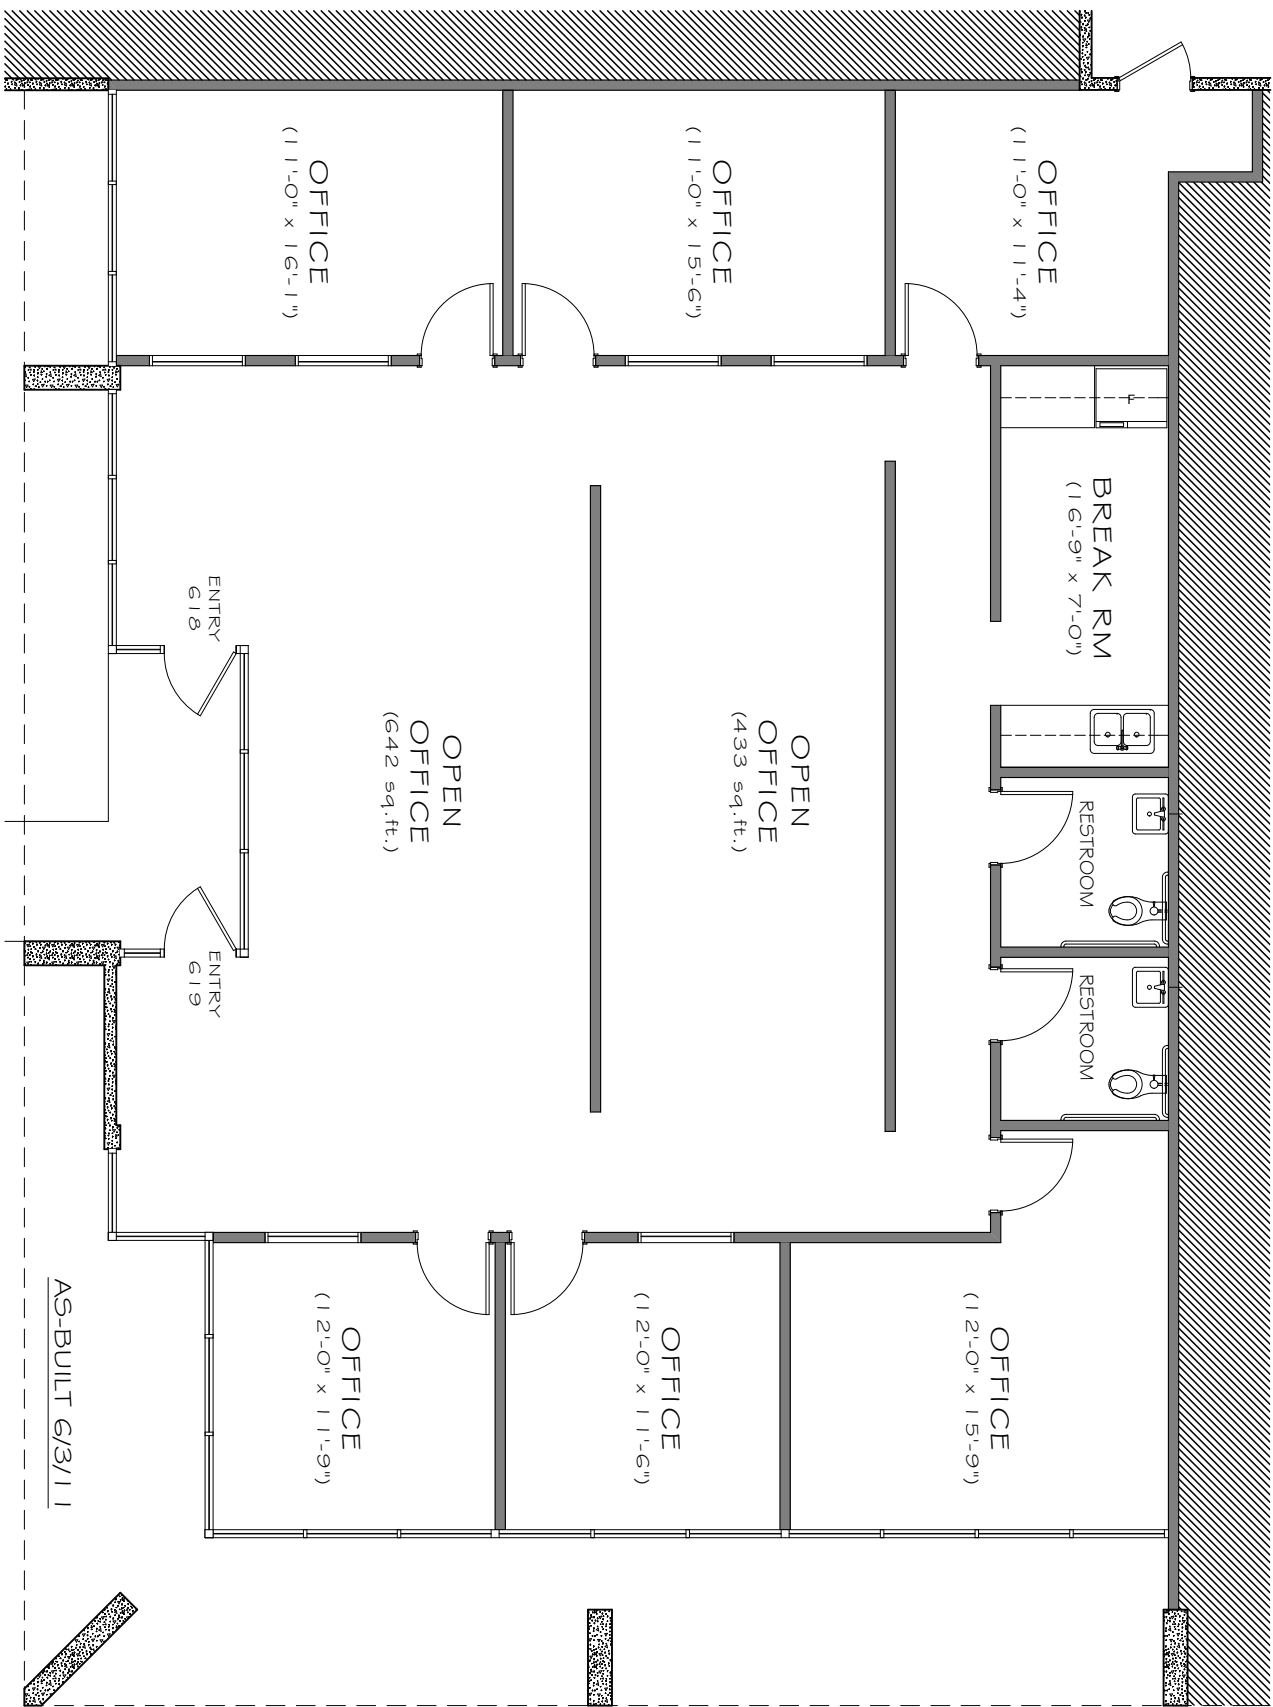 OFFICE
(11'-0" x 11'-4")
BREAK RM
(16'-9" x 7'-0")
F
RESTROOM
RESTROOM
OFFICE
(12'-0" x 15'-9")
OFFICE
(11'-0" x 15'-6")
OPEN
OFFICE
(433 sq.ft.)
OFFICE
(12'-0" x 11'-6")
OFFICE
(11'-0" x 16'-1")
OPEN
OFFICE
(642 sq.ft.)
OFFICE
(12'-0" x 11'-9")
ENTRY
618
ENTRY
619
AS-BUILT 6/3/11